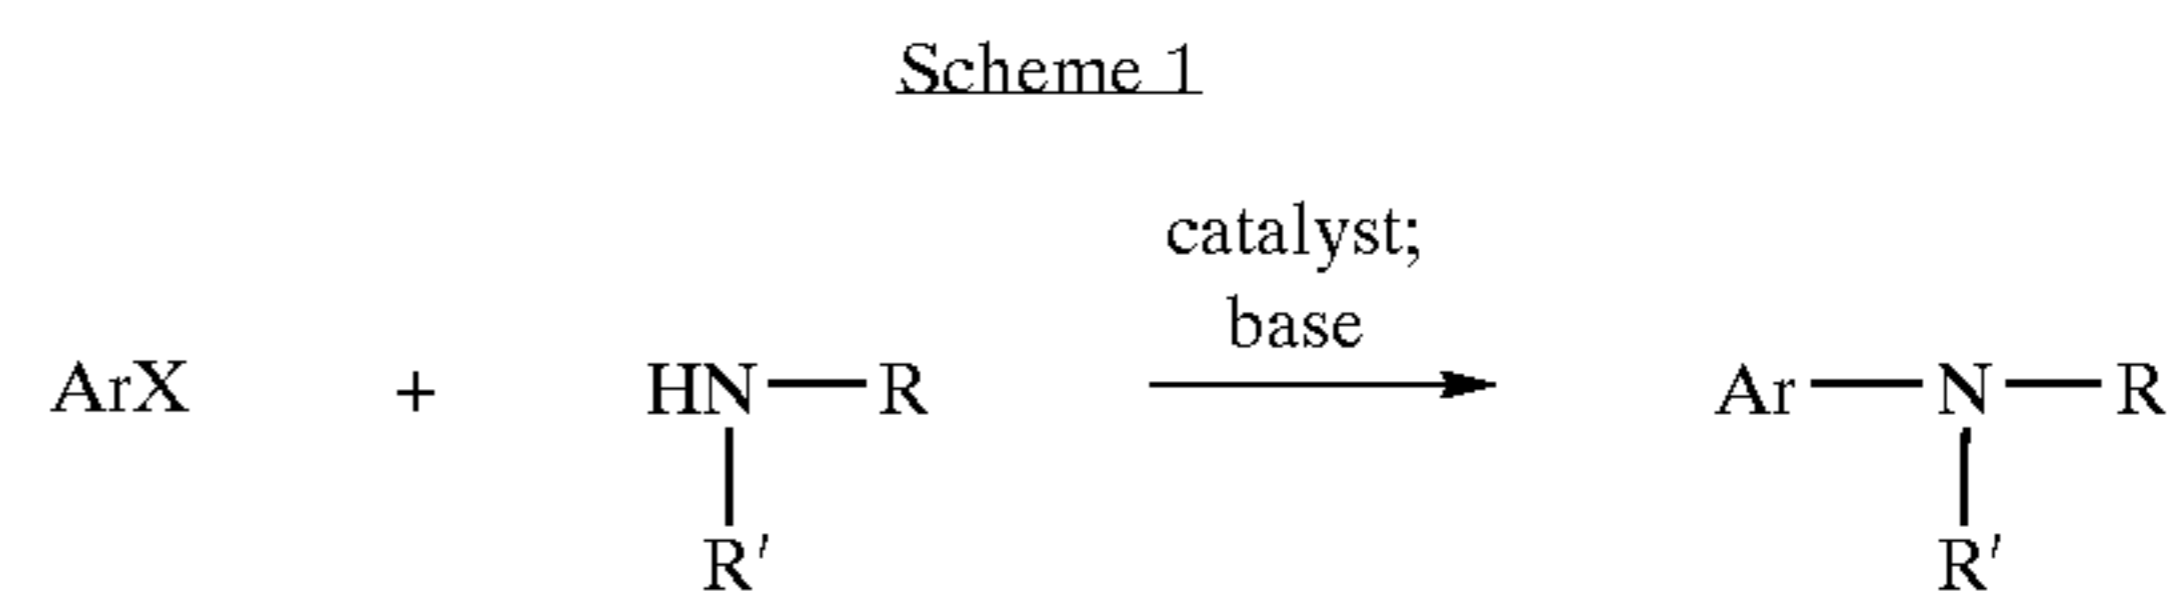 Scheme 1
catalyst;
base
ArX + HN—R Ar—N—R
R′ R′